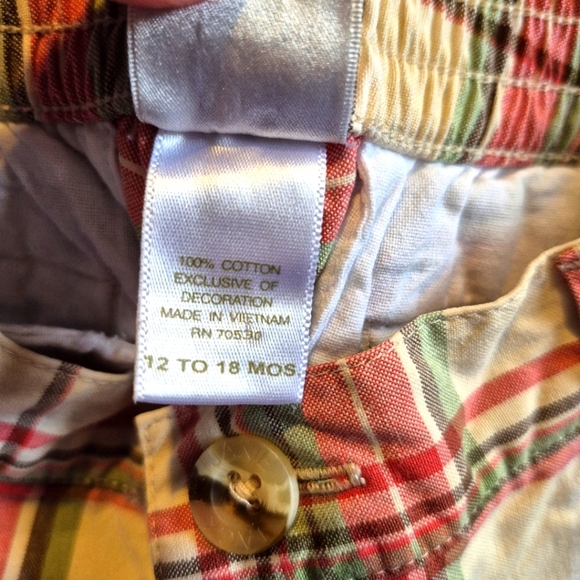 100% COTTON
EXCLUSIVE OF
DECORATION
MADE IN VIETNAM
RN 70530
12 TO 18 MOS